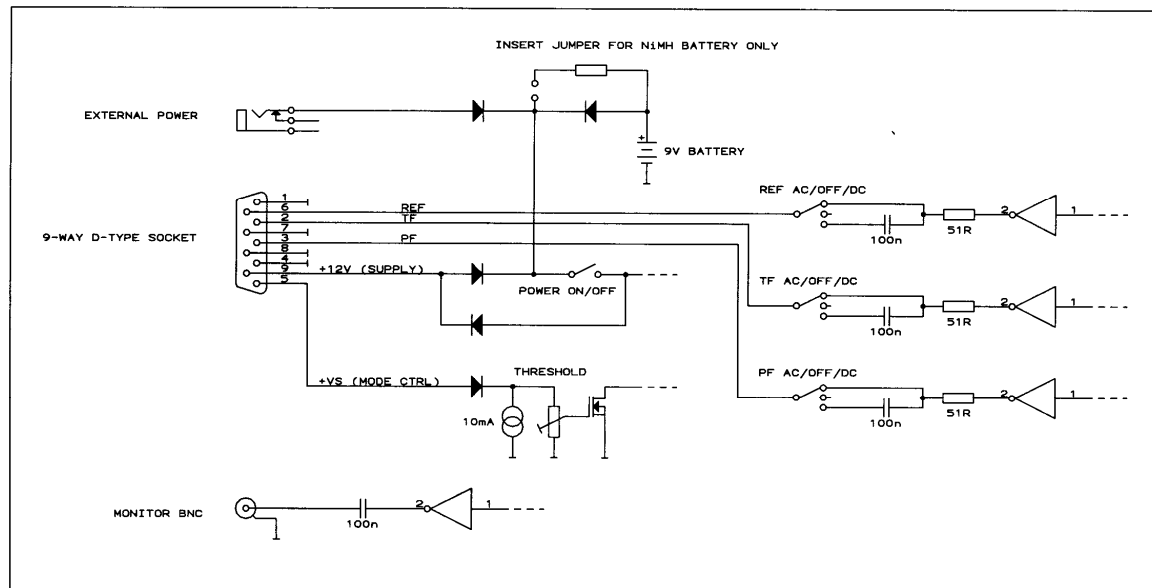 INSERT JUMPER FOR NiMH BATTERY ONLY
EXTERNAL POWER
+
9V BATTERY
9-WAY D-TYPE SOCKET
1
6
2
7
3
8
4
9
5
REF
TF
PF
+12V (SUPPLY)
POWER ON/OFF
+VS (MODE CTRL)
THRESHOLD
10mA
REF AC/OFF/DC
100n
51R
2
1
TF AC/OFF/DC
100n
51R
2
1
PF AC/OFF/DC
100n
51R
2
1
MONITOR BNC
100n
2
1